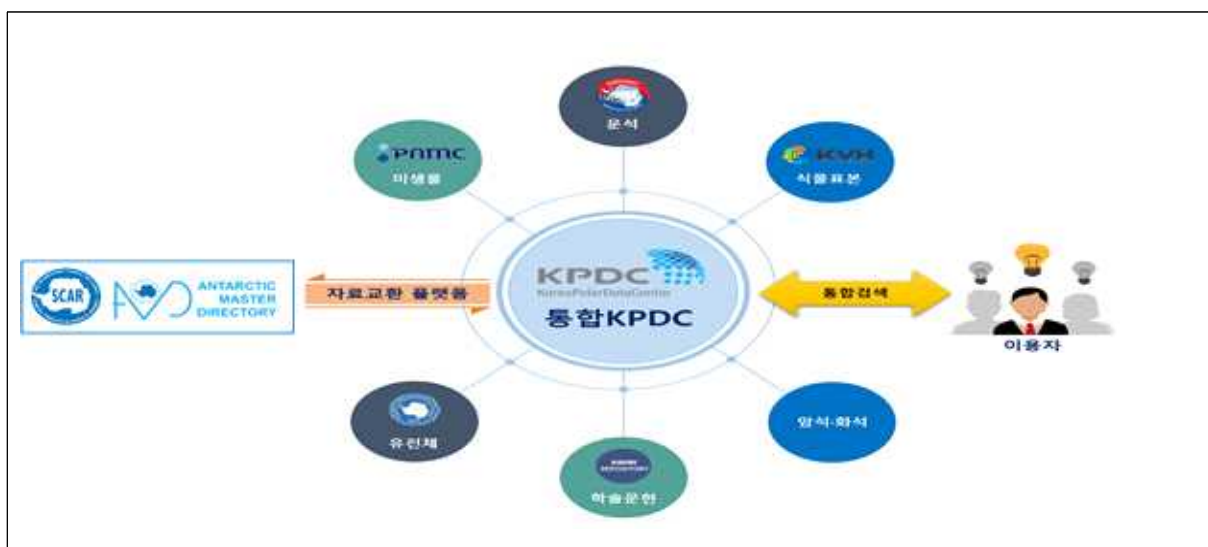 운석
PAMC
미생물
KVH
식물표본
SCAR
ANTARCTIC
MASTER
DIRECTORY
자료교환 플랫폼
KPDC
KoreaPolarDataCenter
통합KPDC
통합검색
이용자
유전체
암석·화석
REPOSITORY
학술문헌